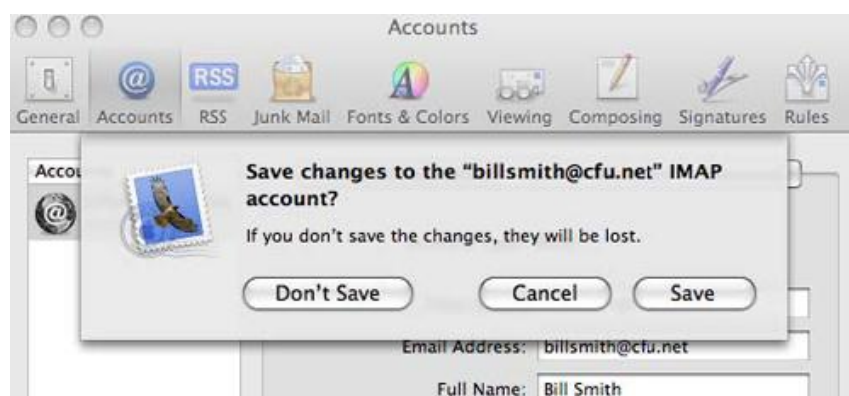 Accounts
RSS
General Accounts RSS Junk Mail Fonts & Colors Viewing Composing Signatures Rules
Accou
Save changes to the "billsmith@cfu.net" IMAP
account?
If you don't save the changes, they will be lost.
Don't Save Cancel Save
Email Address: billsmith@cfu.net
Full Name: Bill Smith